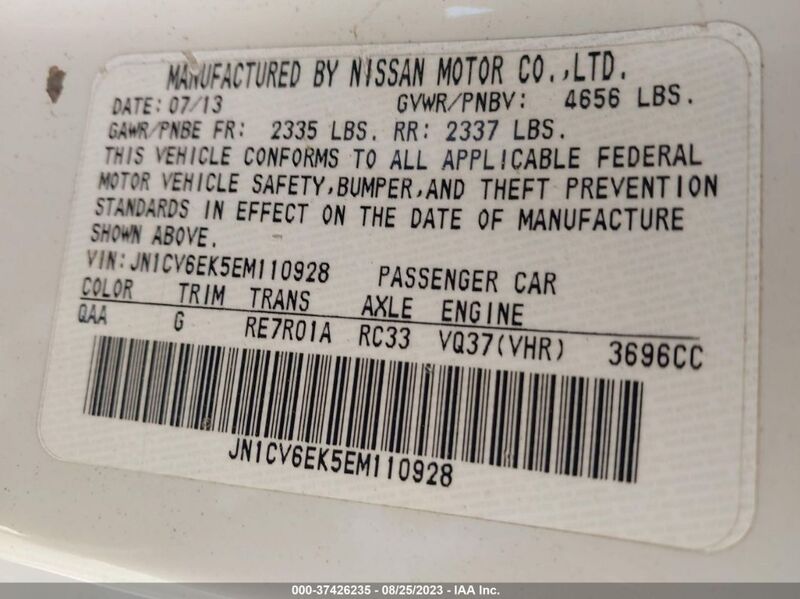 MANUFACTURED BY NISSAN MOTOR CO.,LTD.
DATE: 07/13 GVWR/PNBV: 4656 LBS.
GAWR/PNBE FR: 2335 LBS. RR: 2337 LBS.
THIS VEHICLE CONFORMS TO ALL APPLICABLE FEDERAL
MOTOR VEHICLE SAFETY,BUMPER,AND THEFT PREVENTION
STANDARDS IN EFFECT ON THE DATE OF MANUFACTURE
SHOWN ABOVE.
VIN: JN1CV6EK5EM110928 PASSENGER CAR
COLOR TRIM TRANS AXLE ENGINE
QAA G RE7R01A RC33 VQ37(VHR) 3696CC
JN1CV6EK5EM110928
000-37426235 - 08/25/2023 - IAA Inc.